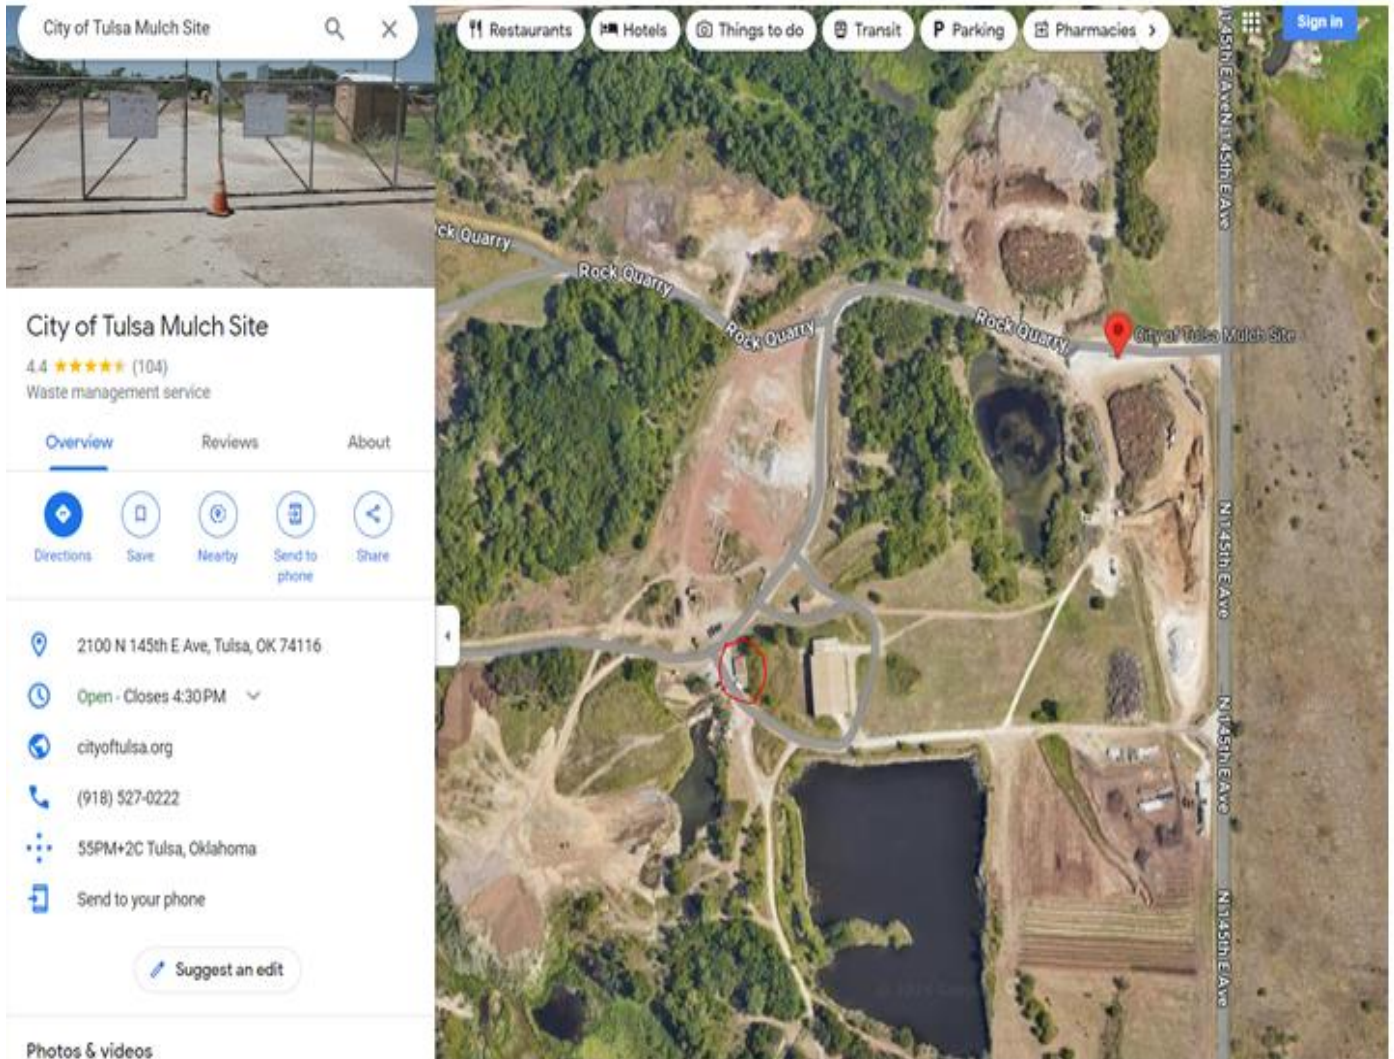 City of Tulsa Mulch Site
Restaurants
Hotels
Things to do
Transit
P Parking
Pharmacies
Sign in
City of Tulsa Mulch Site
4.4 (104)
Waste management service
Overview
Reviews
About
Directions
Save
Nearby
Send to
phone
Share
2100 N 145th E Ave, Tulsa, OK 74116
Open · Closes 4:30 PM
cityoftulsa.org
(918) 527-0222
55PM+2C Tulsa, Oklahoma
Send to your phone
Suggest an edit
Photos & videos
ck Quarry
Rock Quarry
Rock Quarry
Rock Quarry
City of Tulsa Mulch Site
N 145th E Ave
N 145th E Ave
N 145th E Ave
N 145th E Ave